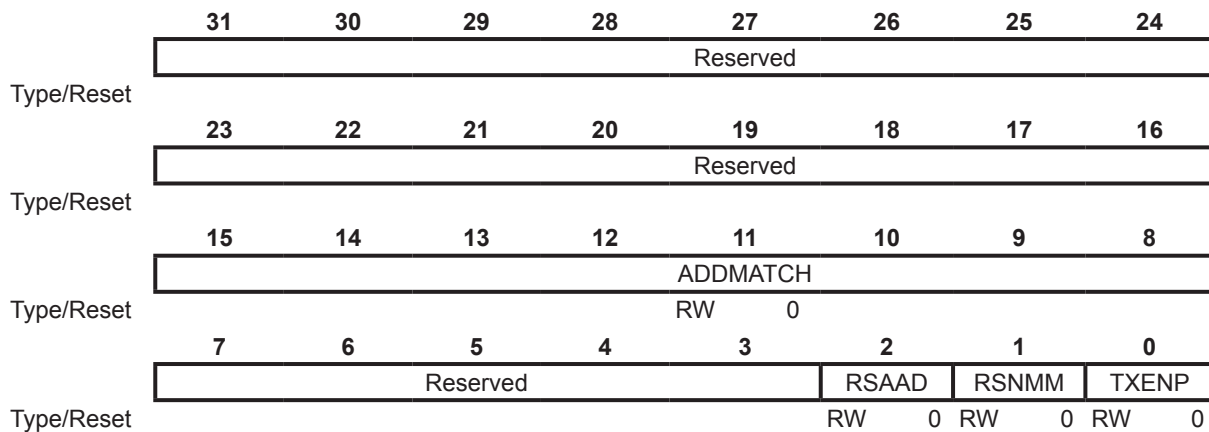 31 30 29 28 27 26 25 24
Reserved
Type/Reset
23 22 21 20 19 18 17 16
Reserved
Type/Reset
15 14 13 12 11 10 9 8
ADDMATCH
Type/Reset RW 0
7 6 5 4 3 2 1 0
Reserved RSAAD RSNMM TXENP
Type/Reset RW 0 RW 0 RW 0